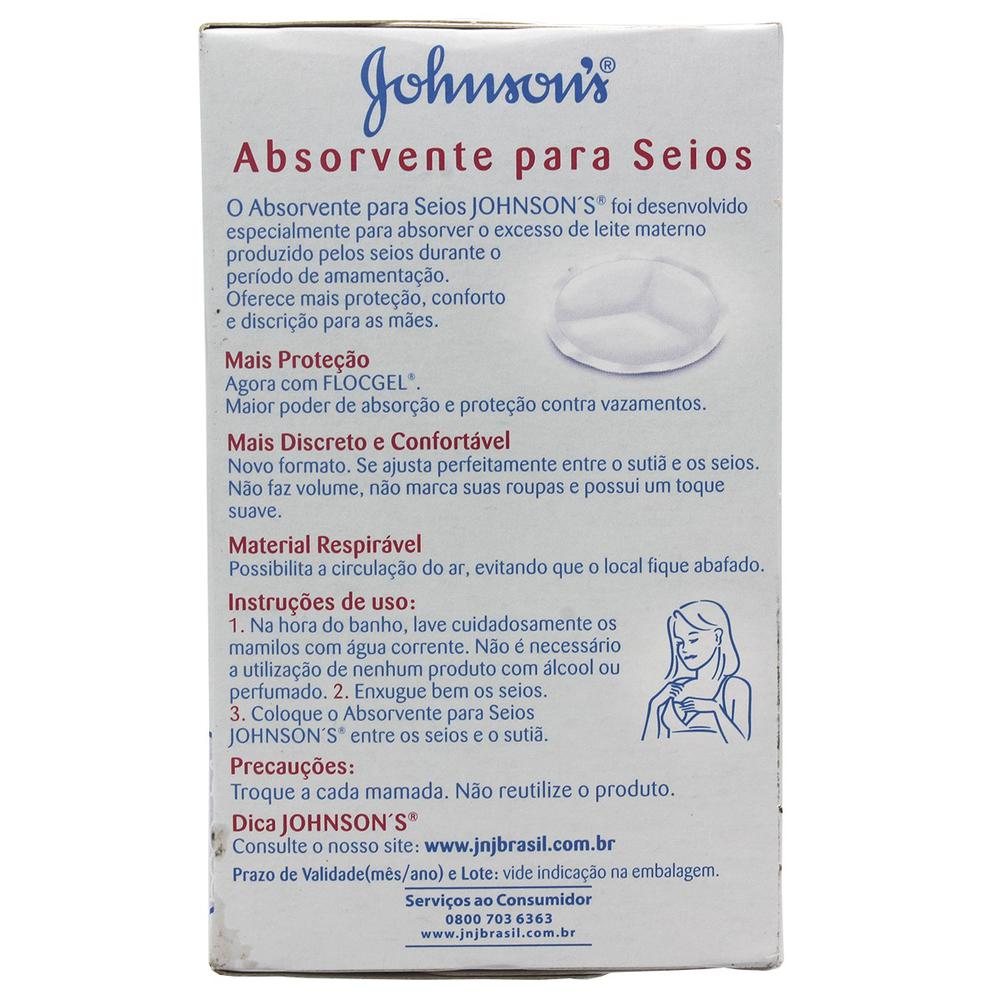 Johnson's®
Absorvente para Seios
O Absorvente para Seios JOHNSON´S® foi desenvolvido
especialmente para absorver o excesso de leite materno
produzido pelos seios durante o
período de amamentação.
Oferece mais proteção, conforto
e discrição para as mães.
Mais Proteção
Agora com FLOCGEL®.
Maior poder de absorção e proteção contra vazamentos.
Mais Discreto e Confortável
Novo formato. Se ajusta perfeitamente entre o sutiã e os seios.
Não faz volume, não marca suas roupas e possui um toque
suave.
Material Respirável
Possibilita a circulação do ar, evitando que o local fique abafado.
Instruções de uso:
1. Na hora do banho, lave cuidadosamente os
mamilos com água corrente. Não é necessário
a utilização de nenhum produto com álcool ou
perfumado. 2. Enxugue bem os seios.
3. Coloque o Absorvente para Seios
JOHNSON´S® entre os seios e o sutiã.
Precauções:
Troque a cada mamada. Não reutilize o produto.
Dica JOHNSON´S®
Consulte o nosso site: www.jnjbrasil.com.br
Prazo de Validade(mês/ano) e Lote: vide indicação na embalagem.
Serviços ao Consumidor
0800 703 6363
www.jnjbrasil.com.br